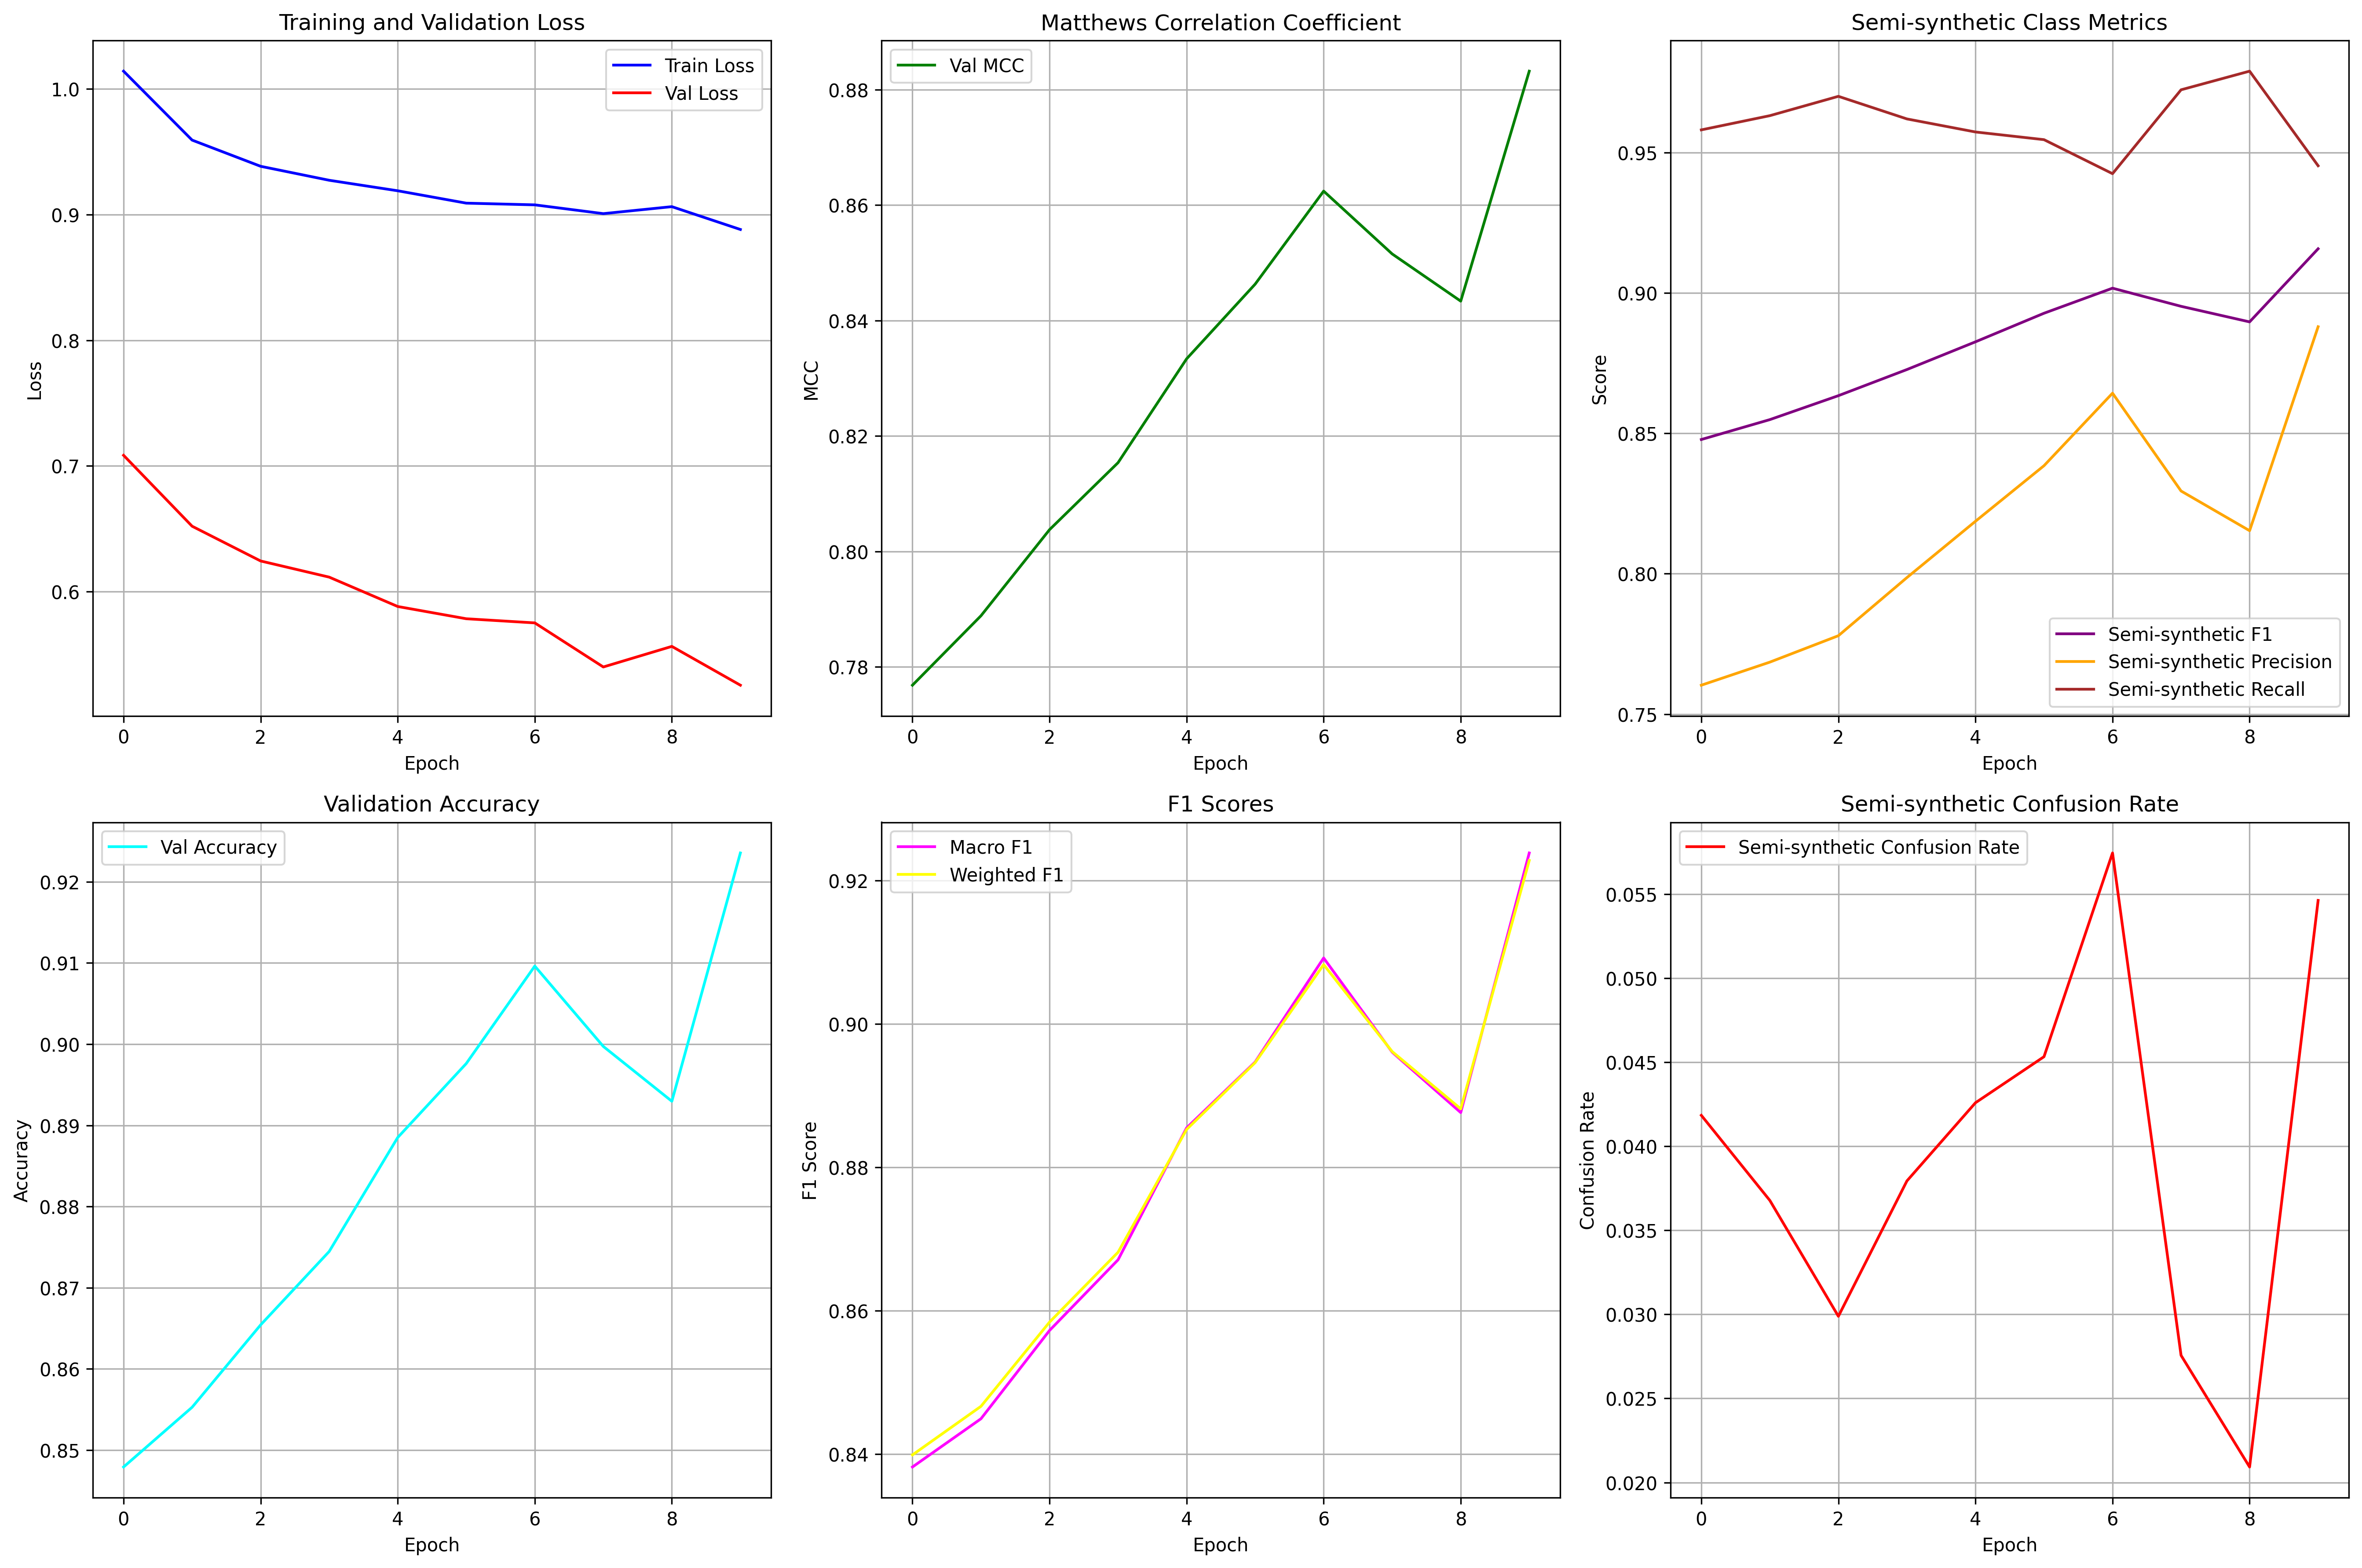 Training and Validation Loss
Train Loss
Val Loss
1.0
0.9
0.8
0.7
0.6
Loss
0 2 4 6 8
Epoch
Matthews Correlation Coefficient
Val MCC
0.88
0.86
0.84
0.82
0.80
0.78
MCC
0 2 4 6 8
Epoch
Semi-synthetic Class Metrics
0.95
0.90
0.85
0.80
0.75
Score
Semi-synthetic F1
Semi-synthetic Precision
Semi-synthetic Recall
0 2 4 6 8
Epoch
Validation Accuracy
Val Accuracy
0.92
0.91
0.90
0.89
0.88
0.87
0.86
0.85
Accuracy
0 2 4 6 8
Epoch
F1 Scores
Macro F1
Weighted F1
0.92
0.90
0.88
0.86
0.84
F1 Score
0 2 4 6 8
Epoch
Semi-synthetic Confusion Rate
Semi-synthetic Confusion Rate
0.055
0.050
0.045
0.040
0.035
0.030
0.025
0.020
Confusion Rate
0 2 4 6 8
Epoch